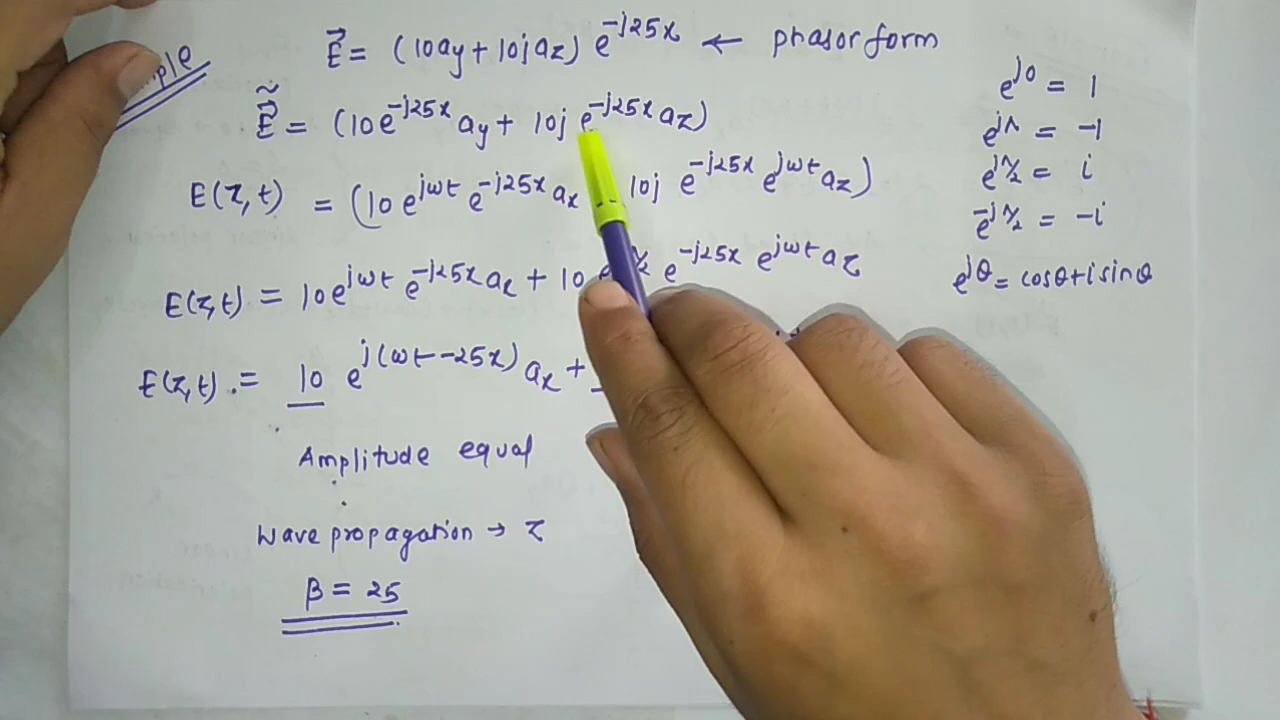 E⃗ = (10ay + 10j az) e^-j25x ← phasor form
Ẽ⃗ = (10e^-j25x ay + 10j e^-j25x az)
E(z,t) = (10 e^jωt e^-j25x ax 10j e^-j25x e^jωt az)
E(z,t) = 10e^jωt e^-j25x ax + 10 e^-j25x e^jωt az
E(z,t) = 10 e^j(ωt-25x) ax +
Amplitude equal
Wave propagation → z
β = 25
e^j0 = 1
e^jπ = -1
e^jπ/2 = i
e^-jπ/2 = -i
e^jθ = cosθ + i sinθ